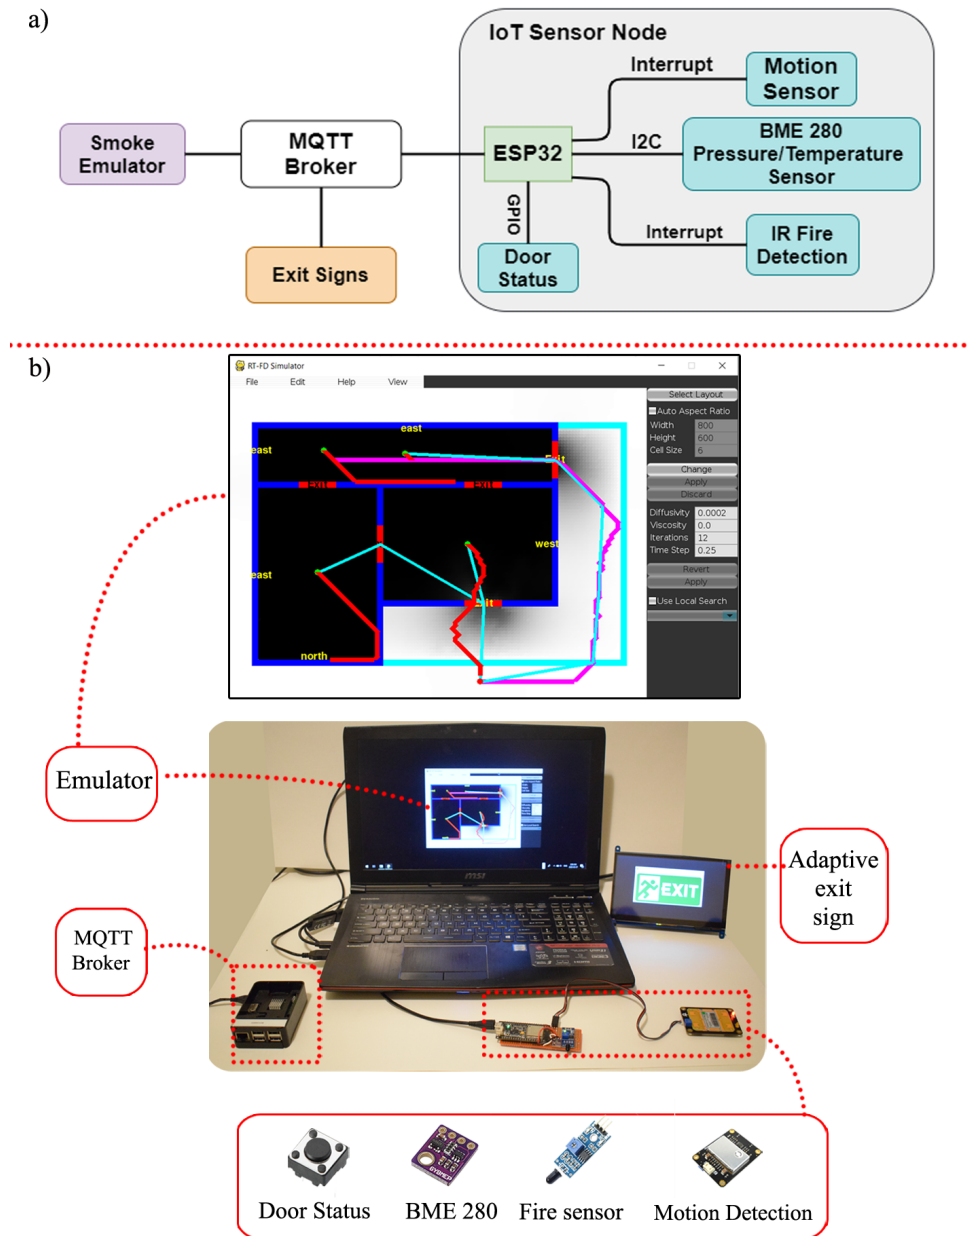 a)
IoT Sensor Node
Smoke
Emulator
MQTT
Broker
Exit Signs
ESP32
GPIO
Door
Status
Interrupt
Motion
Sensor
I2C
BME 280
Pressure/Temperature
Sensor
Interrupt
IR Fire
Detection
b)
RT-FD Simulator
File Edit Help View
east
east
Exit
Exit
Exit
west
east
Exit
north
Select Layout
Auto Aspect Ratio
Width 800
Height 600
Cell Size 6
Change
Apply
Discard
Diffusivity 0.0002
Viscosity 0.0
Iterations 12
Time Step 0.25
Revert
Apply
Use Local Search
Emulator
msi
EXIT
Adaptive
exit
sign
MQTT
Broker
Door Status
BME 280
Fire sensor
Motion Detection